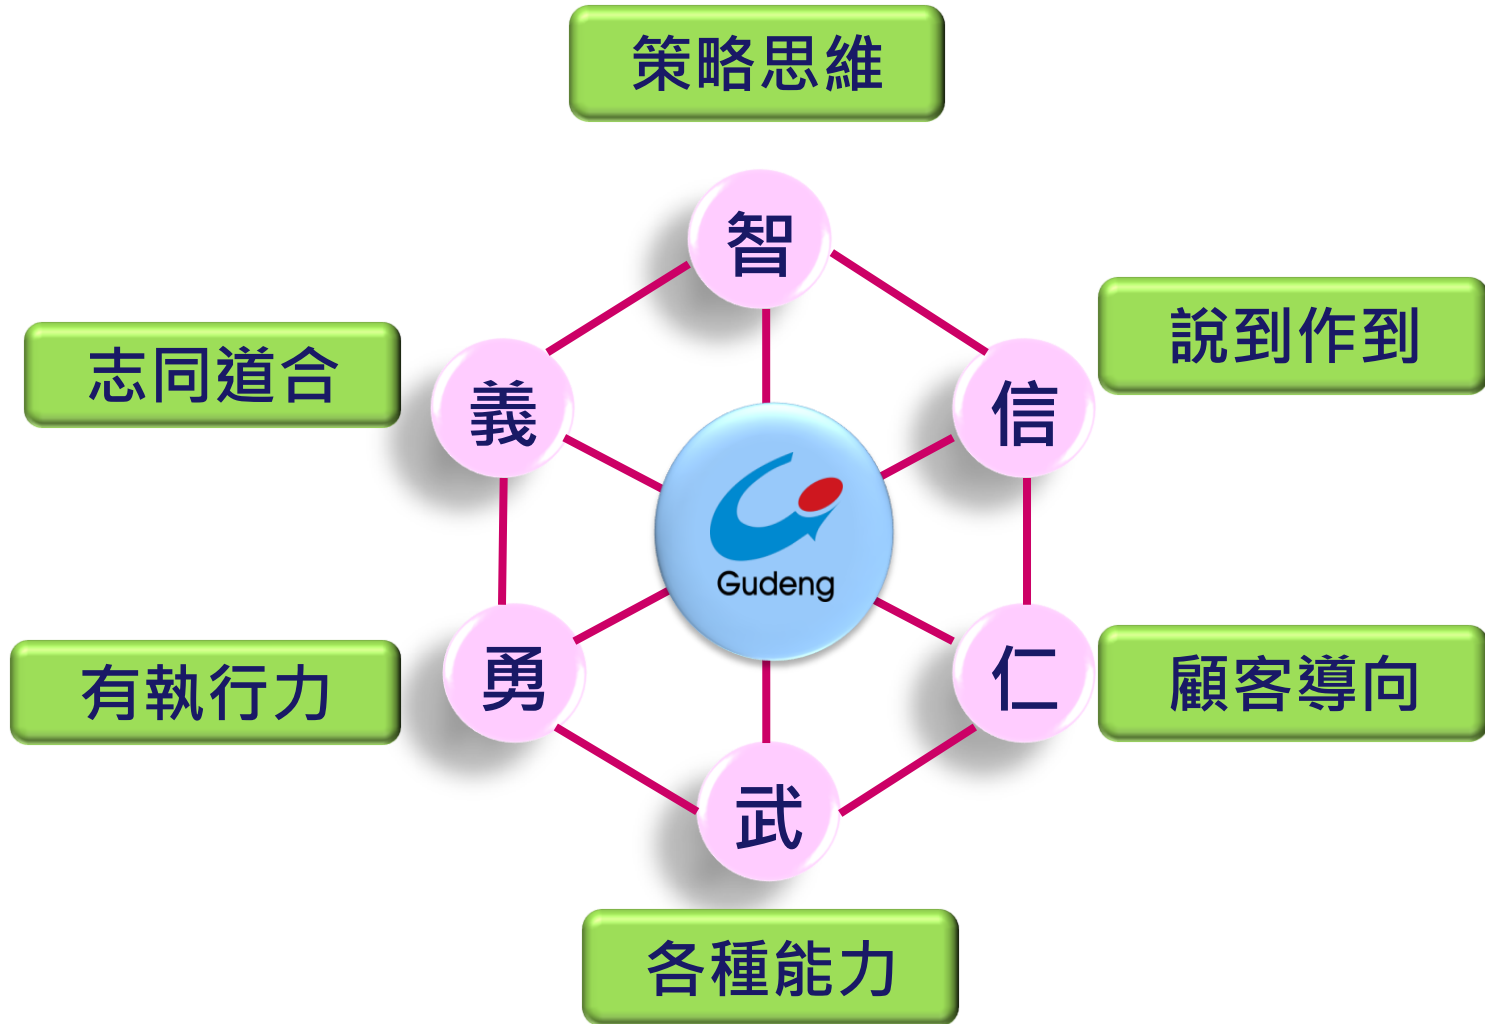 策略思維
智
說到作到
志同道合
義
信
Gudeng
有執行力
勇
仁
顧客導向
武
各種能力